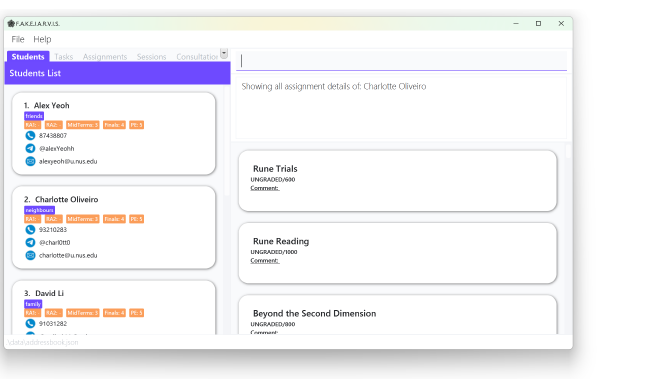 F.A.K.E.J.A.R.V.I.S.
File Help
Students Tasks Assignments Sessions Consultation
Students List
1. Alex Yeoh
friends
RA1: - RA2: - MidTerms: 3 Finals: 4 PE: 5
87438807
@alexYeohh
alexyeoh@u.nus.edu
2. Charlotte Oliveiro
neighbours
RA1: - RA2: - MidTerms: 3 Finals: 4 PE: 5
93210283
@charl0tt0
charlotte@u.nus.edu
3. David Li
family
RA1: - RA2: - MidTerms: 3 Finals: 4 PE: 5
91031282
Showing all assignment details of: Charlotte Oliveiro
Rune Trials
UNGRADED/600
Comment:
Rune Reading
UNGRADED/1000
Comment:
Beyond the Second Dimension
UNGRADED/800
Comment:
.\data\addressbook.json